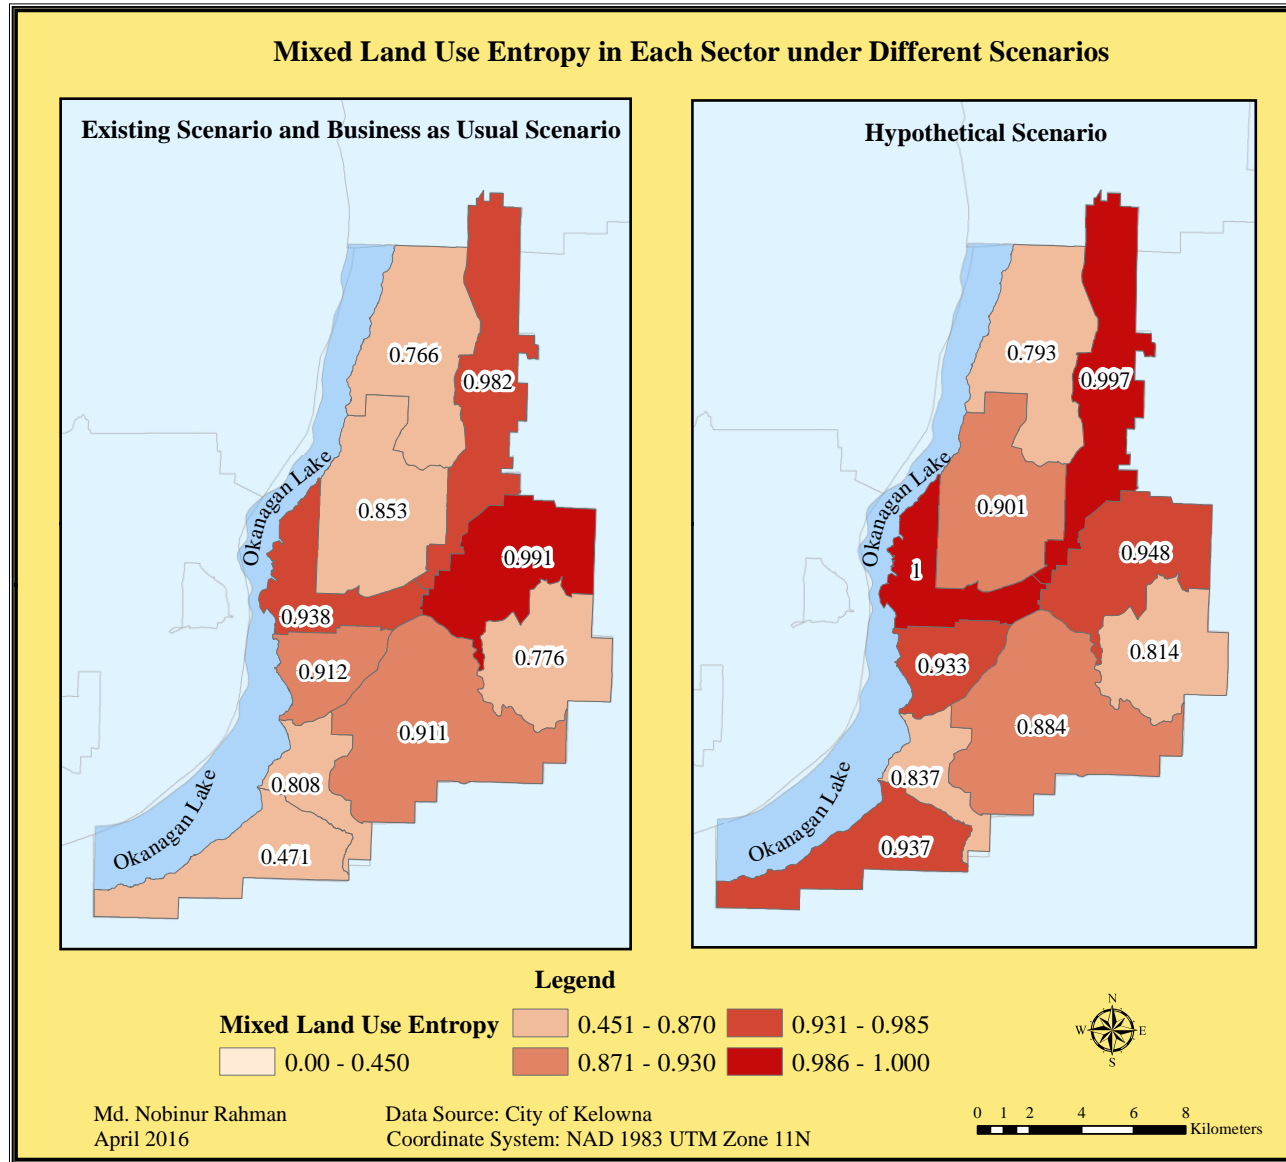 Mixed Land Use Entropy in Each Sector under Different Scenarios
Existing Scenario and Business as Usual Scenario
0.766
0.982
Okanagan Lake
0.853
0.991
0.938
0.776
0.912
0.911
0.808
Okanagan Lake
0.471
Hypothetical Scenario
0.793
0.997
Okanagan Lake
0.901
0.948
1
0.814
0.933
0.884
0.837
Okanagan Lake
0.937
Legend
Mixed Land Use Entropy
0.00 - 0.450
0.451 - 0.870
0.871 - 0.930
0.931 - 0.985
0.986 - 1.000
N
W E
S
Md. Nobinur Rahman
April 2016
Data Source: City of Kelowna
Coordinate System: NAD 1983 UTM Zone 11N
0 1 2 4 6 8
Kilometers